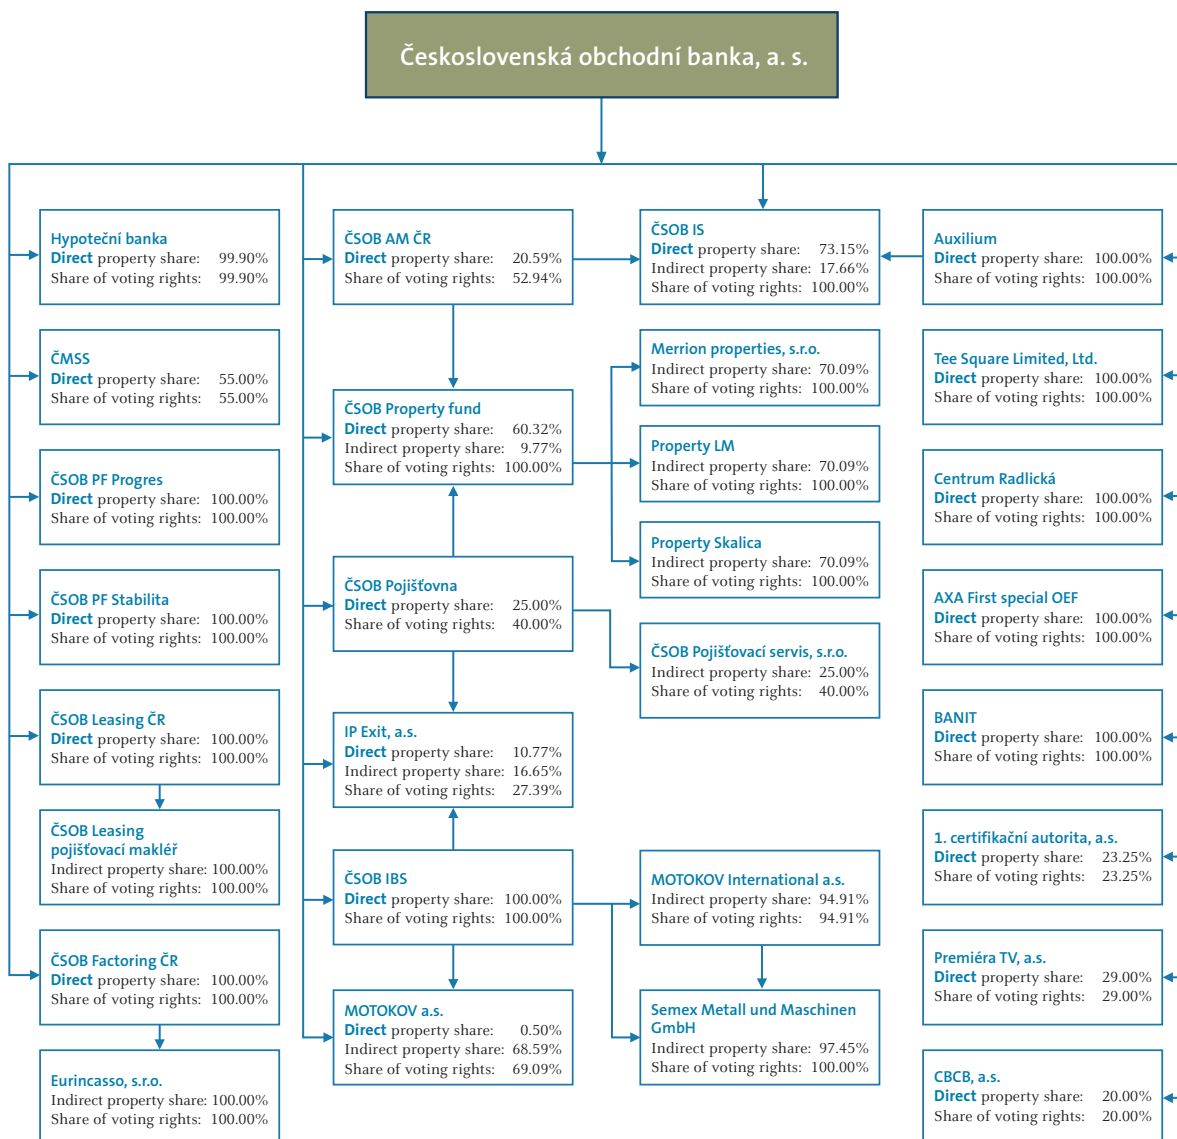 Československá obchodní banka, a. s.
Hypoteční banka
Direct property share: 99.90%
Share of voting rights: 99.90%
ČMSS
Direct property share: 55.00%
Share of voting rights: 55.00%
ČSOB PF Progres
Direct property share: 100.00%
Share of voting rights: 100.00%
ČSOB PF Stabilita
Direct property share: 100.00%
Share of voting rights: 100.00%
ČSOB Leasing ČR
Direct property share: 100.00%
Share of voting rights: 100.00%
ČSOB Leasing
pojišťovací makléř
Indirect property share: 100.00%
Share of voting rights: 100.00%
ČSOB Factoring ČR
Direct property share: 100.00%
Share of voting rights: 100.00%
Eurincasso, s.r.o.
Indirect property share: 100.00%
Share of voting rights: 100.00%
ČSOB AM ČR
Direct property share: 20.59%
Share of voting rights: 52.94%
ČSOB Property fund
Direct property share: 60.32%
Indirect property share: 9.77%
Share of voting rights: 100.00%
ČSOB Pojišťovna
Direct property share: 25.00%
Share of voting rights: 40.00%
IP Exit, a.s.
Direct property share: 10.77%
Indirect property share: 16.65%
Share of voting rights: 27.39%
ČSOB IBS
Direct property share: 100.00%
Share of voting rights: 100.00%
MOTOKOV a.s.
Direct property share: 0.50%
Indirect property share: 68.59%
Share of voting rights: 69.09%
ČSOB IS
Direct property share: 73.15%
Indirect property share: 17.66%
Share of voting rights: 100.00%
Merrion properties, s.r.o.
Indirect property share: 70.09%
Share of voting rights: 100.00%
Property LM
Indirect property share: 70.09%
Share of voting rights: 100.00%
Property Skalica
Indirect property share: 70.09%
Share of voting rights: 100.00%
ČSOB Pojišťovací servis, s.r.o.
Indirect property share: 25.00%
Share of voting rights: 40.00%
MOTOKOV International a.s.
Indirect property share: 94.91%
Share of voting rights: 94.91%
Semex Metall und Maschinen
GmbH
Indirect property share: 97.45%
Share of voting rights: 100.00%
Auxilium
Direct property share: 100.00%
Share of voting rights: 100.00%
Tee Square Limited, Ltd.
Direct property share: 100.00%
Share of voting rights: 100.00%
Centrum Radlická
Direct property share: 100.00%
Share of voting rights: 100.00%
AXA First special OEF
Direct property share: 100.00%
Share of voting rights: 100.00%
BANIT
Direct property share: 100.00%
Share of voting rights: 100.00%
1. certifikační autorita, a.s.
Direct property share: 23.25%
Share of voting rights: 23.25%
Premiéra TV, a.s.
Direct property share: 29.00%
Share of voting rights: 29.00%
CBCB, a.s.
Direct property share: 20.00%
Share of voting rights: 20.00%